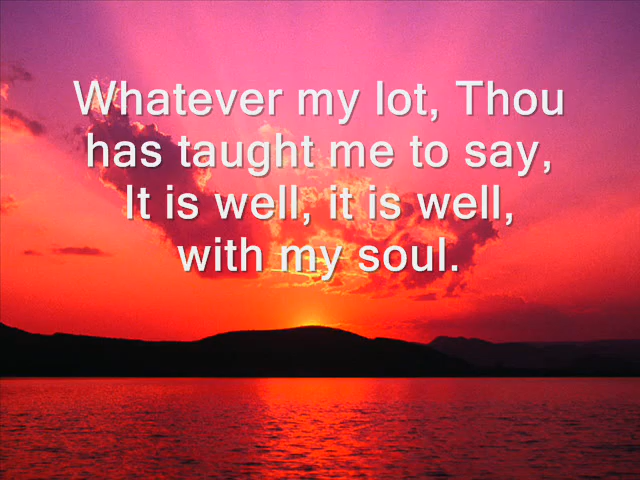 Whatever my lot, Thou
has taught me to say,
It is well, it is well,
with my soul.